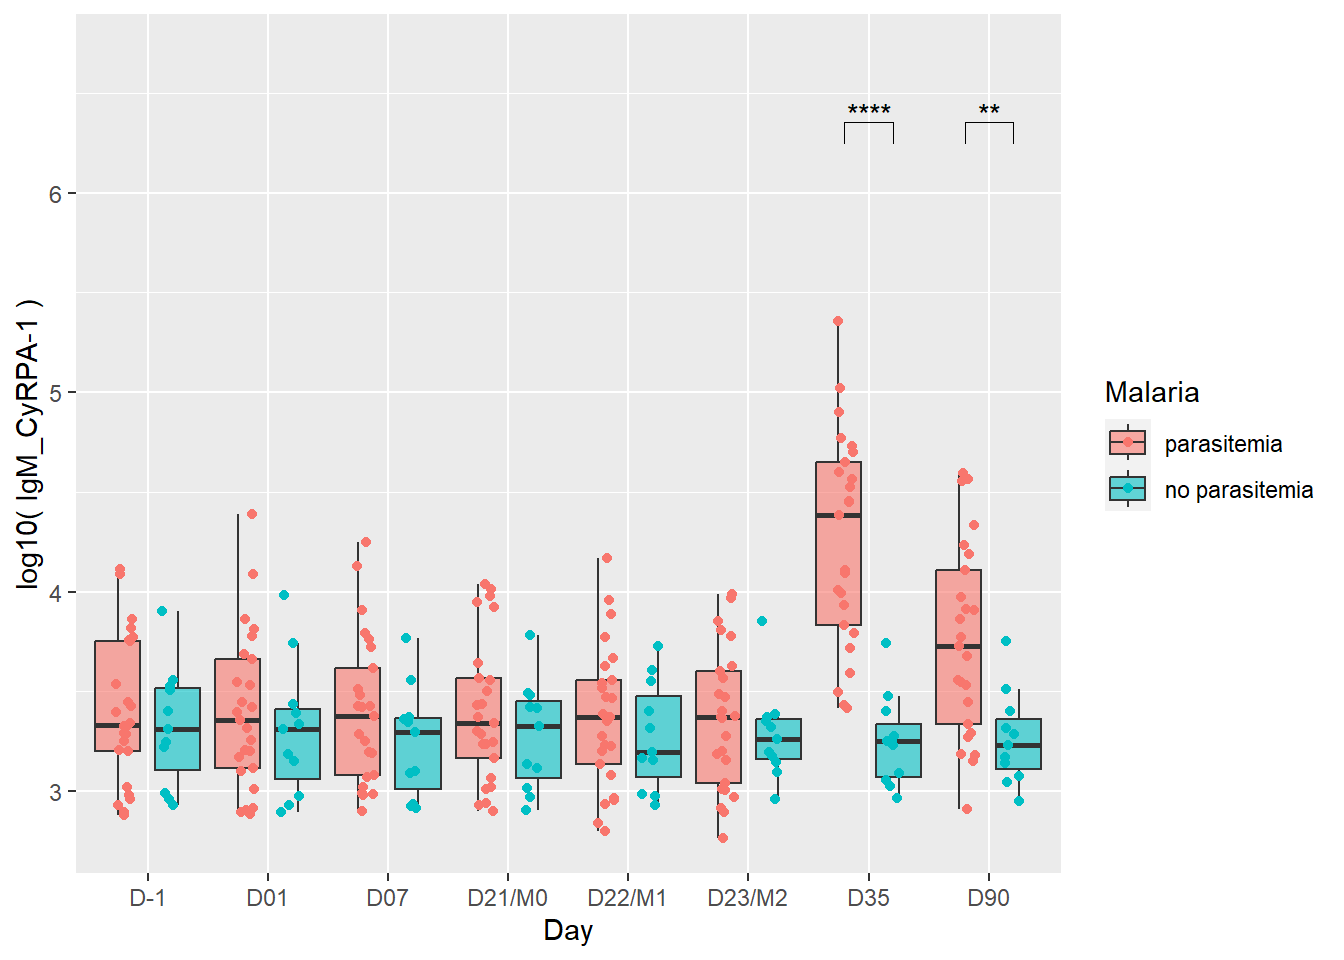 ****
**
6
5
4
3
log10( IgM_CyRPA-1 )
D-1 D01 D07 D21/M0 D22/M1 D23/M2 D35 D90
Day
Malaria
parasitemia
no parasitemia